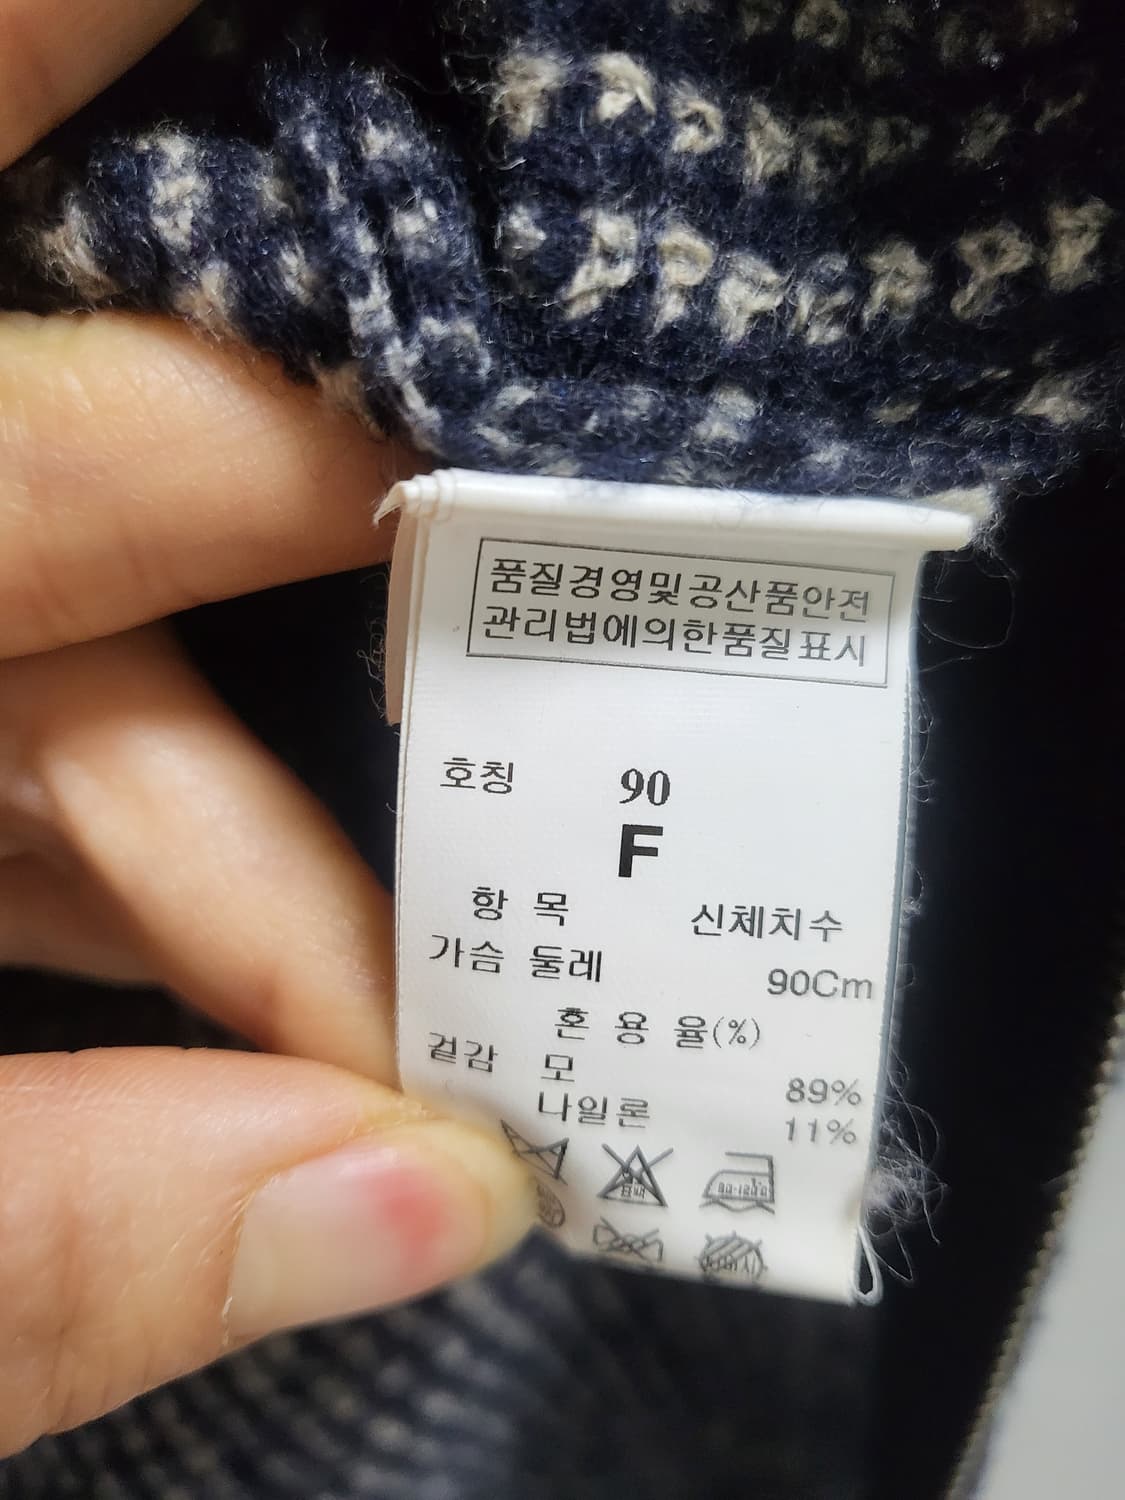 품질경영및공산품안전
관리법에의한품질표시
호칭 90
F
항 목 신체치수
가슴 둘레 90Cm
혼 용 율(%)
겉감 모 89%
나일론 11%
표백